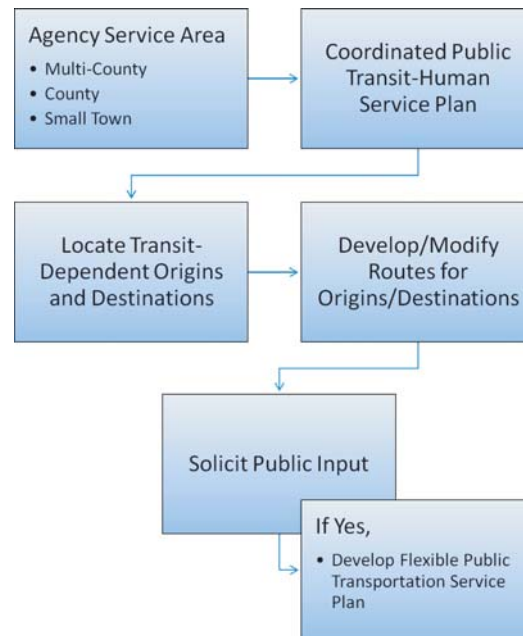 Agency Service Area
• Multi-County
• County
• Small Town
Coordinated Public
Transit-Human
Service Plan
Locate Transit-
Dependent Origins
and Destinations
Develop/Modify
Routes for
Origins/Destinations
Solicit Public Input
If Yes,
• Develop Flexible Public
Transportation Service
Plan